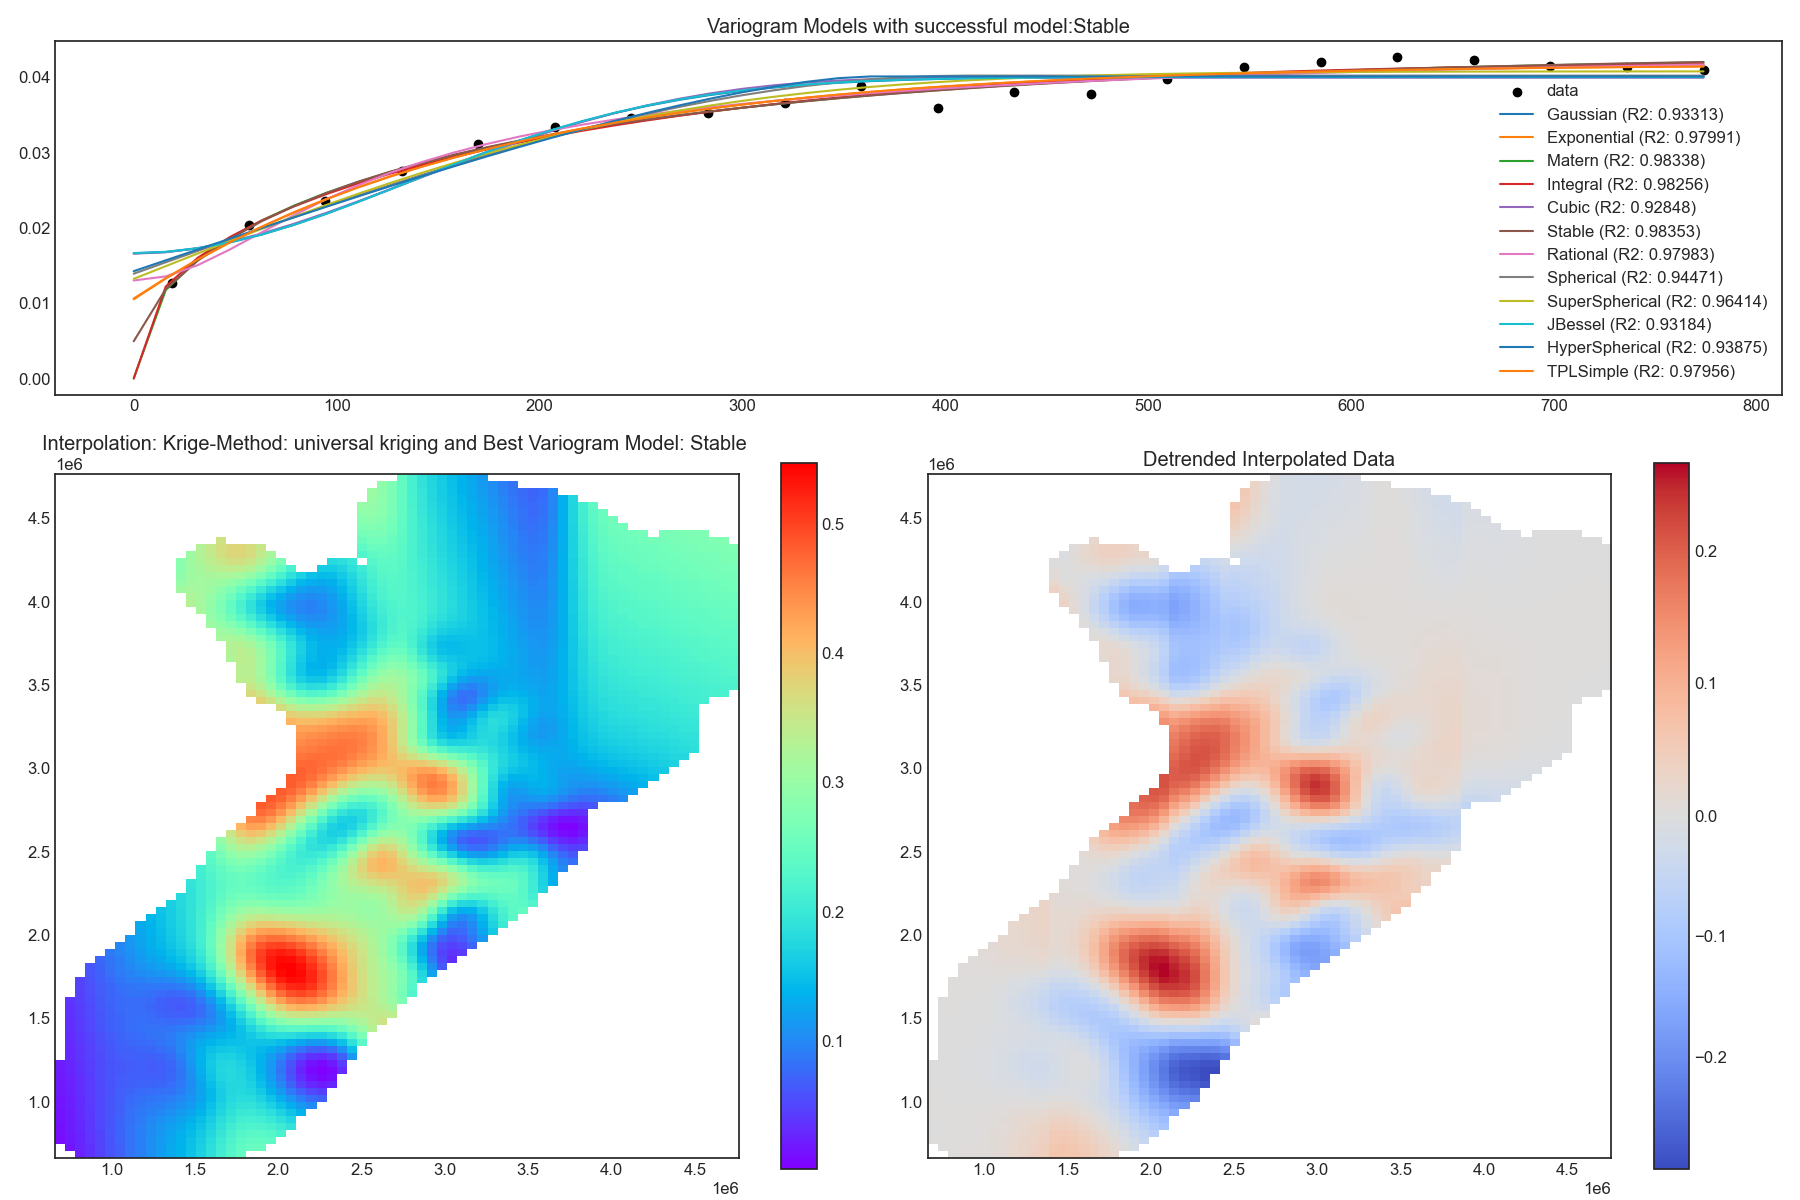 Variogram Models with successful model:Stable
0.04
0.03
0.02
0.01
0.00
data
Gaussian (R2: 0.93313)
Exponential (R2: 0.97991)
Matern (R2: 0.98338)
Integral (R2: 0.98256)
Cubic (R2: 0.92848)
Stable (R2: 0.98353)
Rational (R2: 0.97983)
Spherical (R2: 0.94471)
SuperSpherical (R2: 0.96414)
JBessel (R2: 0.93184)
HyperSpherical (R2: 0.93875)
TPLSimple (R2: 0.97956)
0 100 200 300 400 500 600 700 800
Interpolation: Krige-Method: universal kriging and Best Variogram Model: Stable
1e6
4.5
4.0
3.5
3.0
2.5
2.0
1.5
1.0
1.0 1.5 2.0 2.5 3.0 3.5 4.0 4.5
1e6
0.5
0.4
0.3
0.2
0.1
Detrended Interpolated Data
1e6
4.5
4.0
3.5
3.0
2.5
2.0
1.5
1.0
1.0 1.5 2.0 2.5 3.0 3.5 4.0 4.5
1e6
0.2
0.1
0.0
−0.1
−0.2